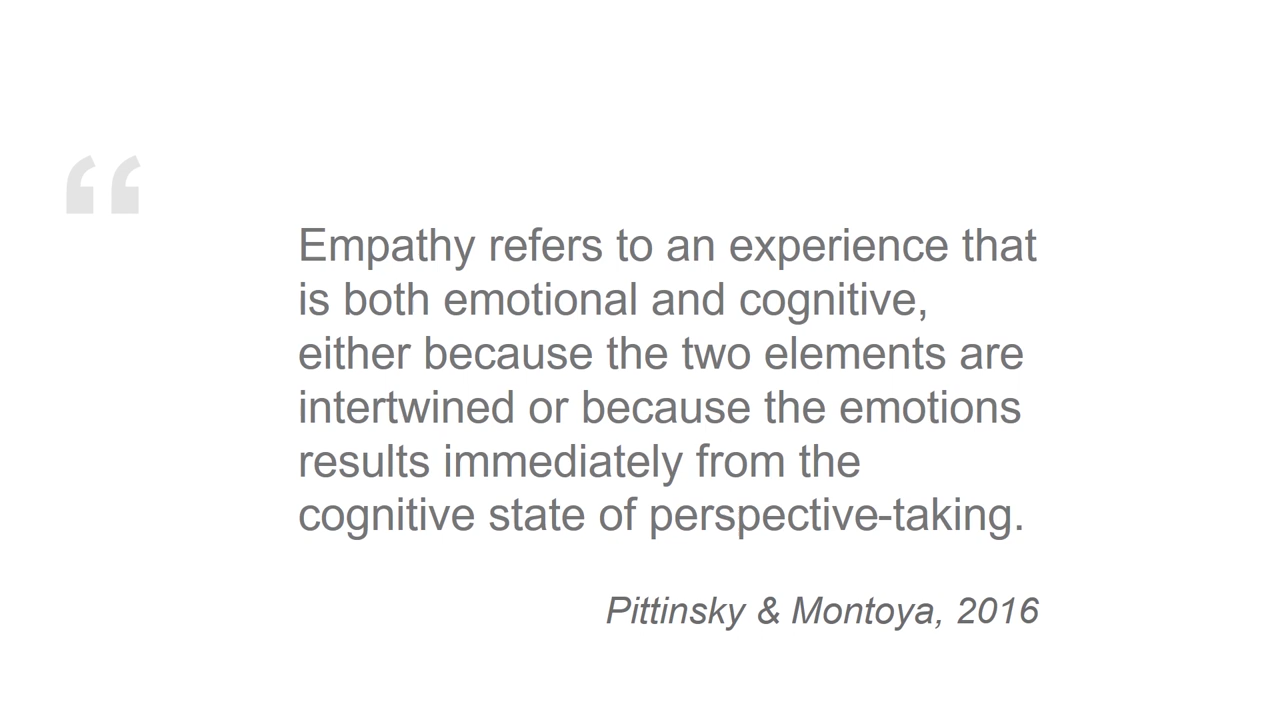 “
Empathy refers to an experience that
is both emotional and cognitive,
either because the two elements are
intertwined or because the emotions
results immediately from the
cognitive state of perspective-taking.
Pittinsky & Montoya, 2016